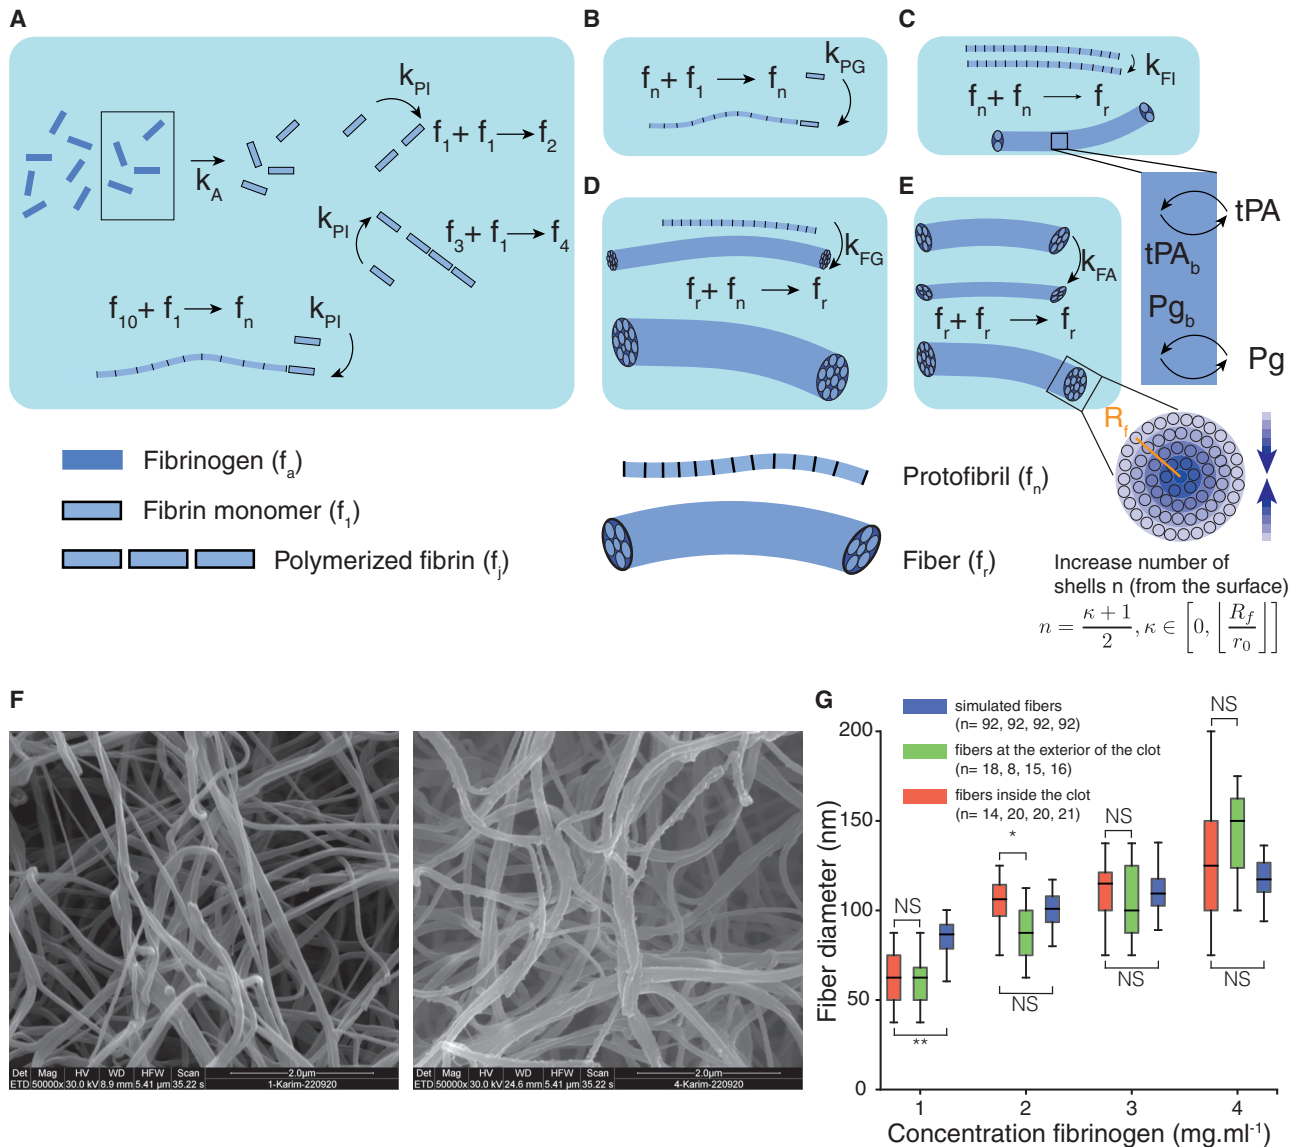 A
k_A
k_PI
f_1 + f_1 → f_2
k_PI
f_3 + f_1 → f_4
f_10 + f_1 → f_n
k_PI
B
f_n + f_1 → f_n
k_PG
C
k_FI
f_n + f_n → f_r
D
k_FG
f_r + f_n → f_r
E
k_FA
f_r + f_r → f_r
tPA
tPA_b
Pg_b
Pg
R_f
Fibrinogen (f_a)
Fibrin monomer (f_1)
Polymerized fibrin (f_j)
Protofibril (f_n)
Fiber (f_r)
Increase number of
shells n (from the surface)
n = \frac{κ + 1}{2}, κ ∈ [0, ⌊\frac{R_f}{r_0}⌋]
F
Det Mag HV WD HFW Scan 2.0µm
ETD 50000x 30.0 kV 8.9 mm 5.41 µm 35.22 s 1-Karim-220920
Det Mag HV WD HFW Scan 2.0µm
ETD 50000x 30.0 kV 24.6 mm 5.41 µm 35.22 s 4-Karim-220920
G
simulated fibers
(n= 92, 92, 92, 92)
fibers at the exterior of the clot
(n= 18, 8, 15, 16)
fibers inside the clot
(n= 14, 20, 20, 21)
Fiber diameter (nm)
200
150
100
50
0
NS
**
*
NS
NS
NS
NS
NS
1 2 3 4
Concentration fibrinogen (mg.ml⁻¹)